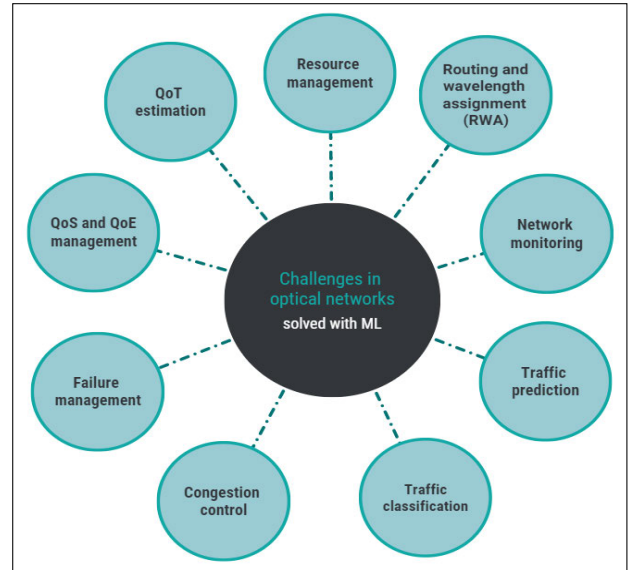 Resource
management
Routing and
wavelength
assignment
(RWA)
QoT
estimation
Network
monitoring
QoS and QoE
management
Challenges in
optical networks
solved with ML
Traffic
prediction
Failure
management
Congestion
control
Traffic
classification